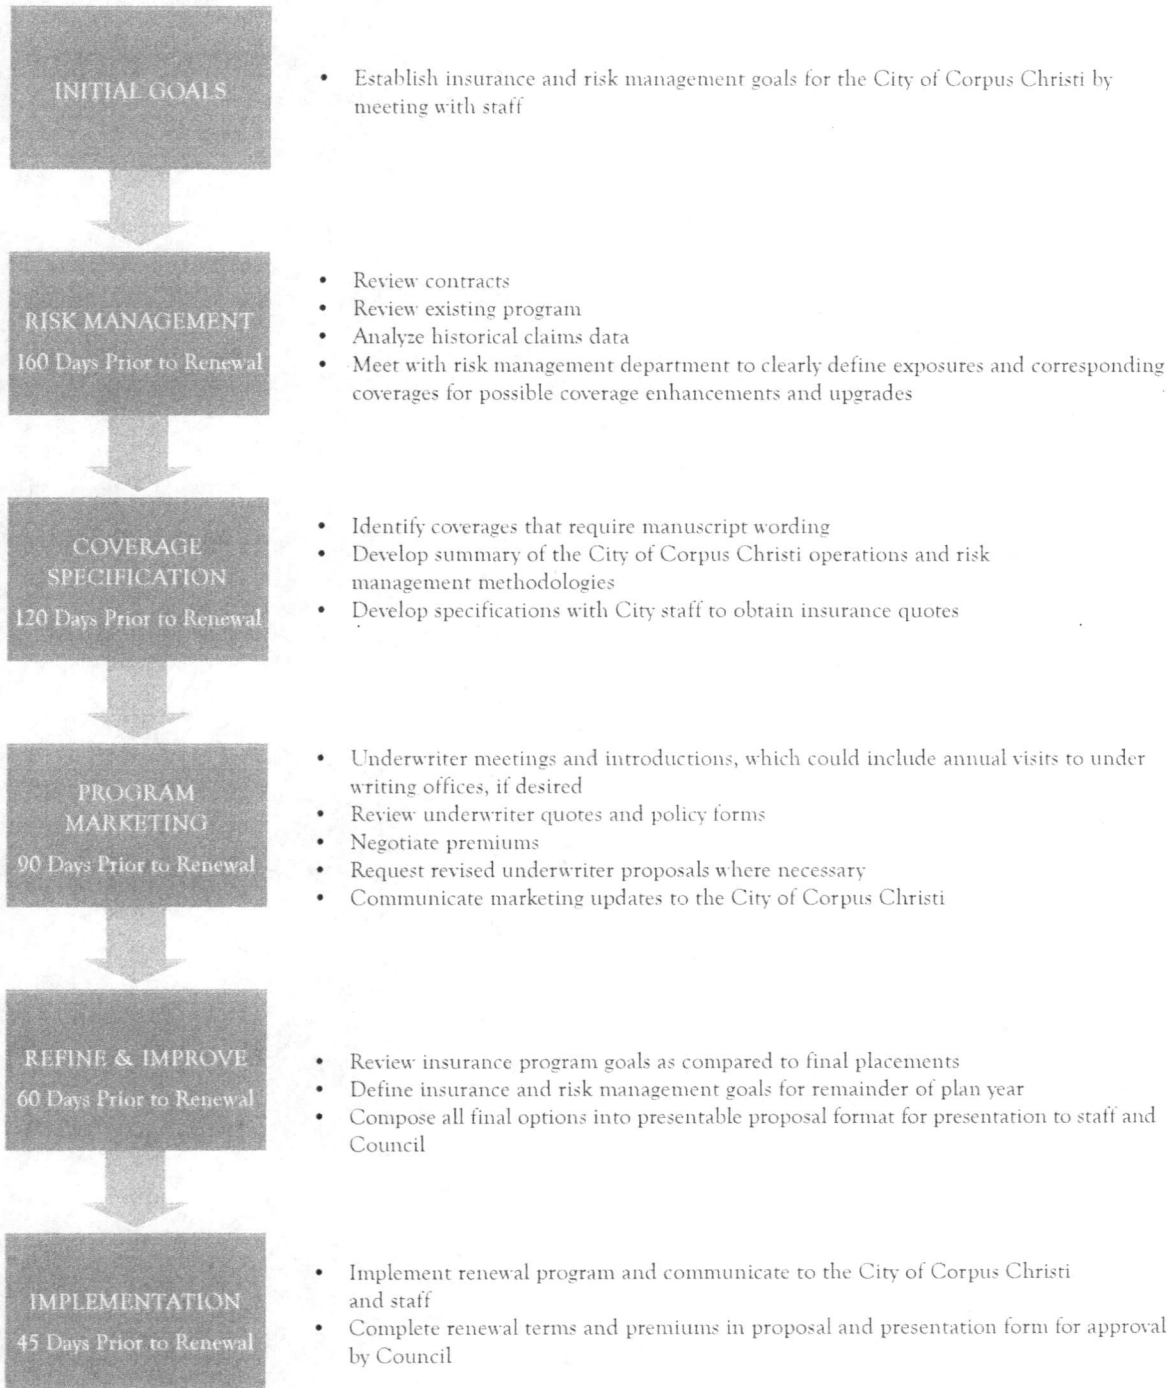 INITIAL GOALS
• Establish insurance and risk management goals for the City of Corpus Christi by
meeting with staff
RISK MANAGEMENT
160 Days Prior to Renewal
• Review contracts
• Review existing program
• Analyze historical claims data
• Meet with risk management department to clearly define exposures and corresponding
coverages for possible coverage enhancements and upgrades
COVERAGE
SPECIFICATION
120 Days Prior to Renewal
• Identify coverages that require manuscript wording
• Develop summary of the City of Corpus Christi operations and risk
management methodologies
• Develop specifications with City staff to obtain insurance quotes
PROGRAM
MARKETING
90 Days Prior to Renewal
• Underwriter meetings and introductions, which could include annual visits to under
writing offices, if desired
• Review underwriter quotes and policy forms
• Negotiate premiums
• Request revised underwriter proposals where necessary
• Communicate marketing updates to the City of Corpus Christi
REFINE & IMPROVE
60 Days Prior to Renewal
• Review insurance program goals as compared to final placements
• Define insurance and risk management goals for remainder of plan year
• Compose all final options into presentable proposal format for presentation to staff and
Council
IMPLEMENTATION
45 Days Prior to Renewal
• Implement renewal program and communicate to the City of Corpus Christi
and staff
• Complete renewal terms and premiums in proposal and presentation form for approval
by Council